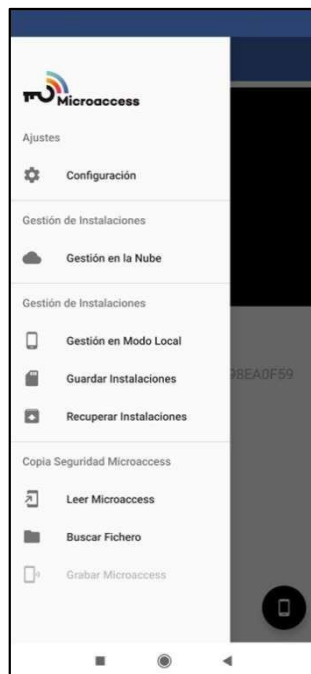 Microaccess
Ajustes
Configuración
Gestión de Instalaciones
Gestión en la Nube
Gestión de Instalaciones
Gestión en Modo Local
98EA0F59
Guardar Instalaciones
Recuperar Instalaciones
Copia Seguridad Microaccess
Leer Microaccess
Buscar Fichero
Grabar Microaccess